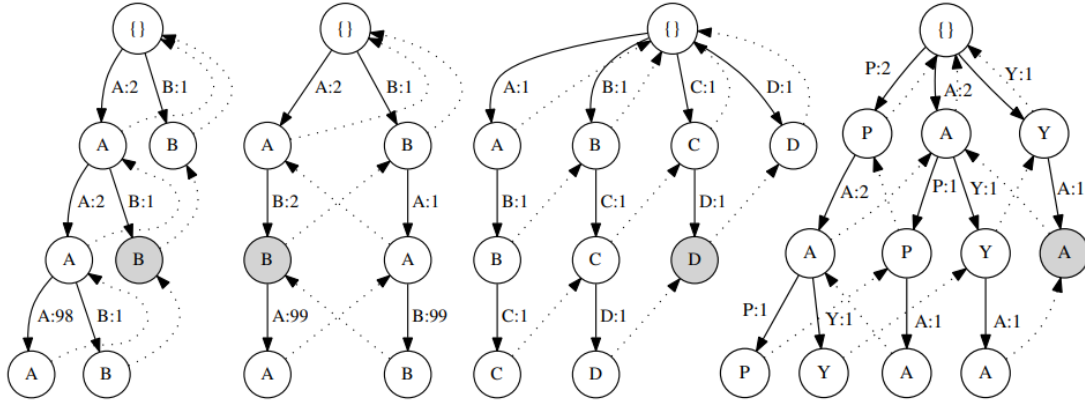 {} {} {} {}
A:2 B:1 A:2 B:1 A:1 B:1 C:1 D:1 P:2 A:2 Y:1
A B A B A B C D P A Y
A:2 B:1 B:2 A:1 B:1 C:1 D:1 A:2 P:1 Y:1 A:1
A B B A B C D A P Y A
A:98 B:1 A:99 B:99 C:1 D:1 P:1 Y:1 A:1 A:1
A B A B C D P Y A A